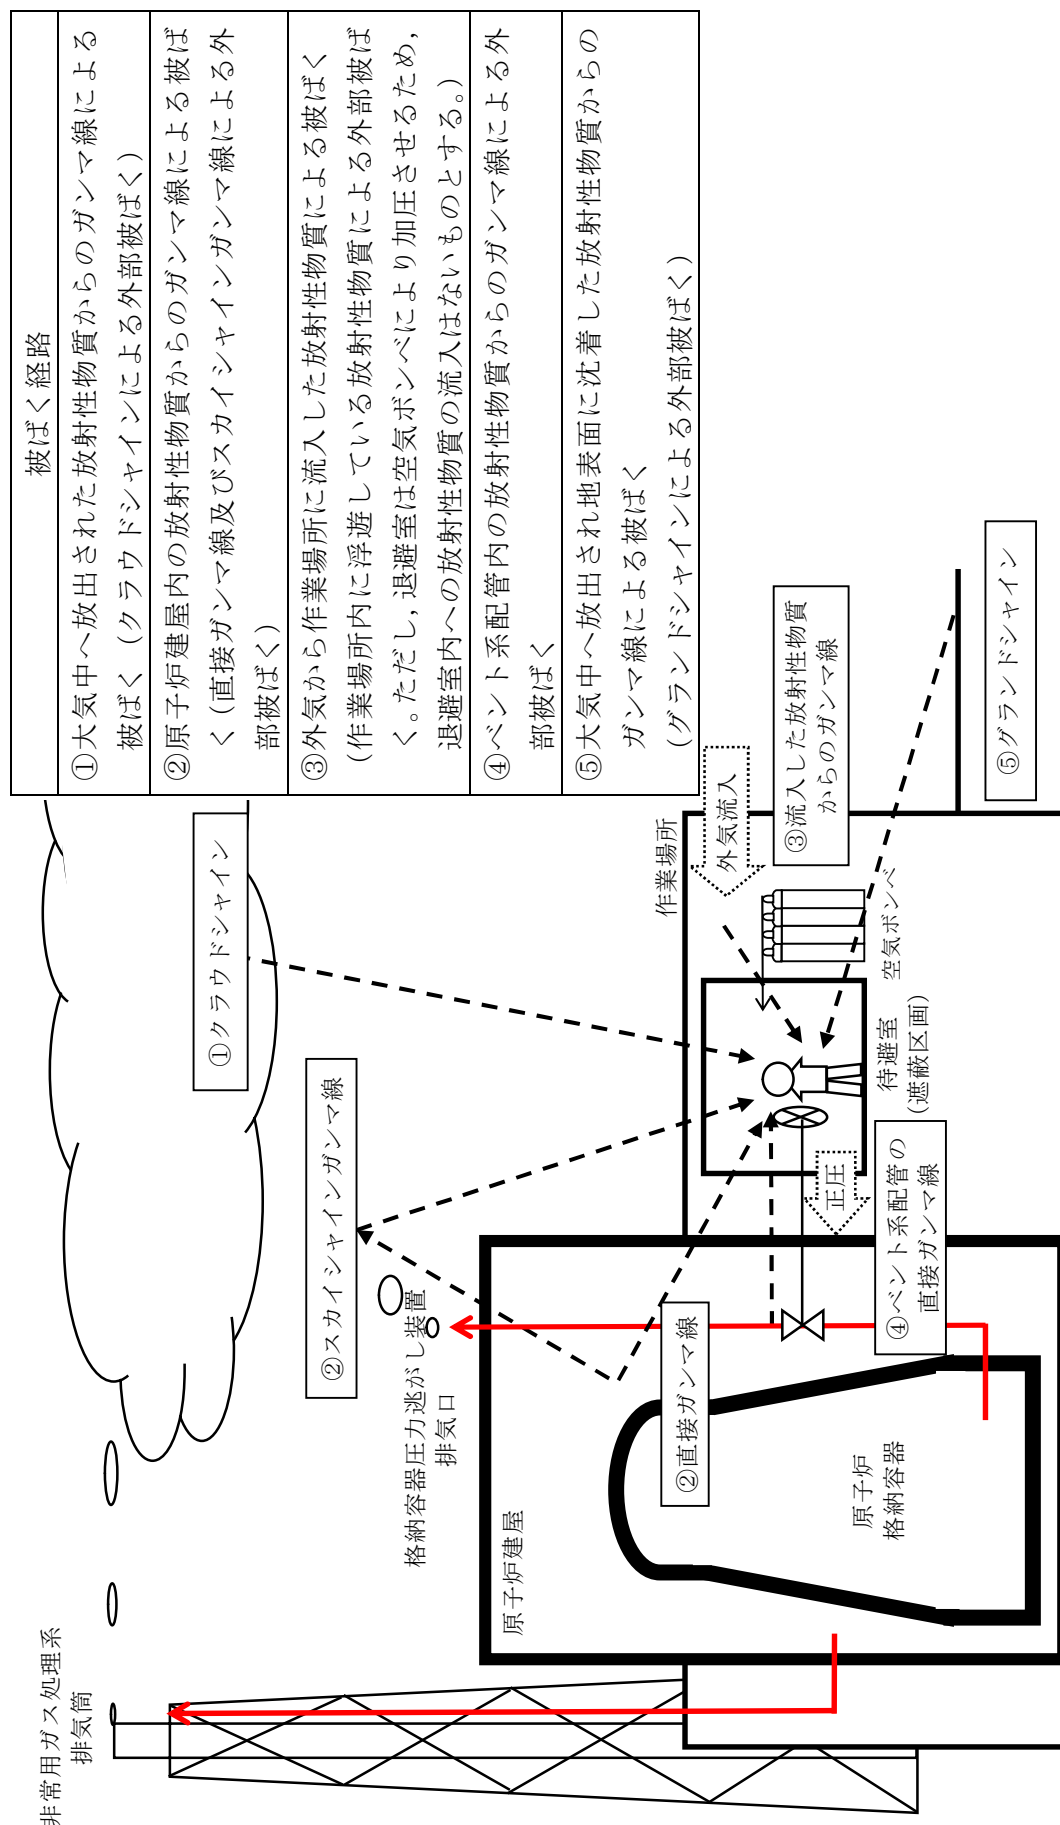 被ばく経路
①大気中へ放出された放射性物質からのガンマ線による
被ばく（クラウドシャインによる外部被ばく）
②原子炉建屋内の放射性物質からのガンマ線による被ば
く（直接ガンマ線及びスカイシャインガンマ線による外
部被ばく）
③外気から作業場所に流入した放射性物質による被ばく
（作業場所内に浮遊している放射性物質による外部被ば
く。ただし，退避室は空気ボンベにより加圧させるため，
退避室内への放射性物質の流入はないものとする。）
④ベント系配管内の放射性物質からのガンマ線による外
部被ばく
⑤大気中へ放出され地表面に沈着した放射性物質からの
ガンマ線による被ばく
（グランドシャインによる外部被ばく）
非常用ガス処理系
排気筒
①クラウドシャイン
②スカイシャインガンマ線
格納容器圧力逃がし装置
排気口
原子炉建屋
②直接ガンマ線
原子炉
格納容器
④ベント系配管の
直接ガンマ線
正圧
待避室
（遮蔽区画）
空気ボンベ
作業場所
外気流入
③流入した放射性物質
からのガンマ線
⑤グランドシャイン